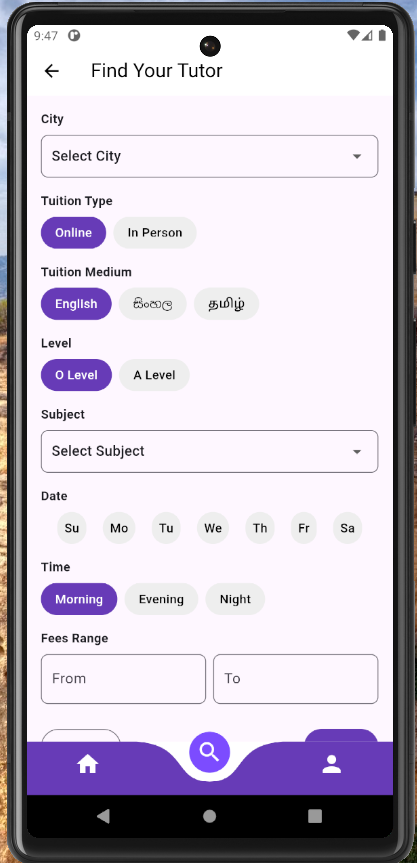 9:47
Find Your Tutor
City
Select City
Tuition Type
Online In Person
Tuition Medium
English සිංහල தமிழ்
Level
O Level A Level
Subject
Select Subject
Date
Su Mo Tu We Th Fr Sa
Time
Morning Evening Night
Fees Range
From To